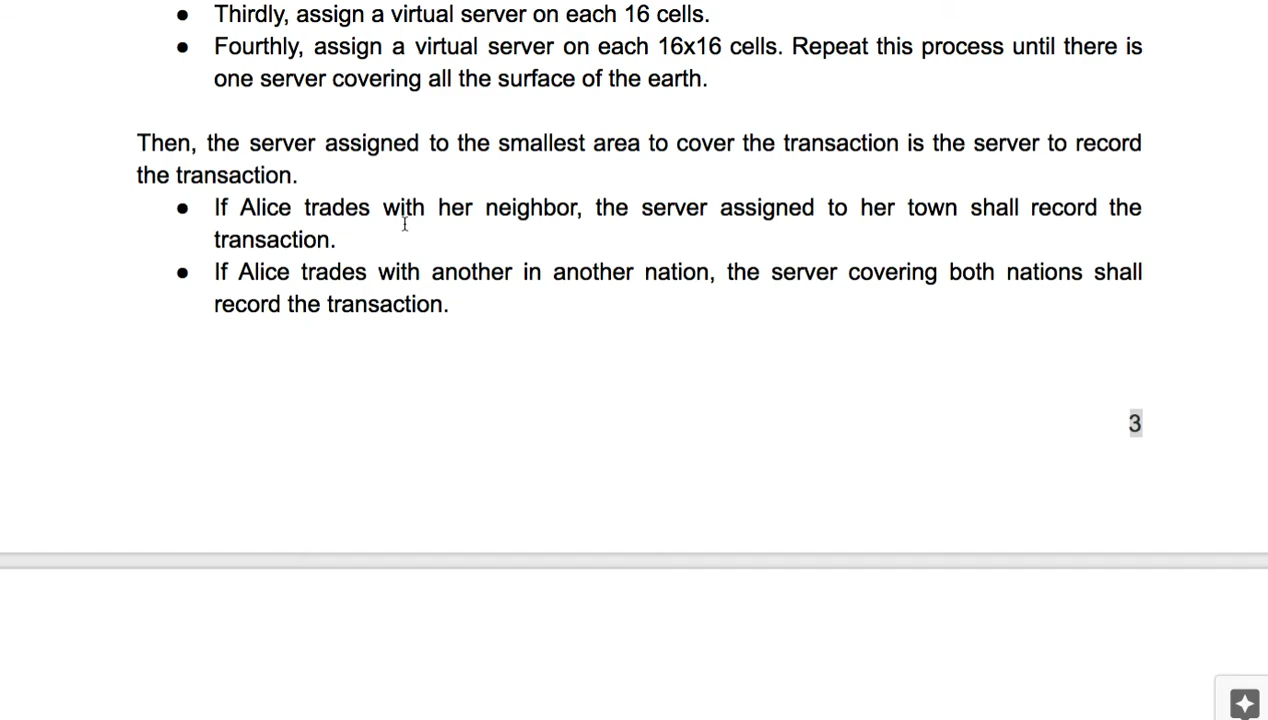 ● Thirdly, assign a virtual server on each 16 cells.
● Fourthly, assign a virtual server on each 16x16 cells. Repeat this process until there is
one server covering all the surface of the earth.
Then, the server assigned to the smallest area to cover the transaction is the server to record
the transaction.
● If Alice trades with her neighbor, the server assigned to her town shall record the
transaction.
● If Alice trades with another in another nation, the server covering both nations shall
record the transaction.
3